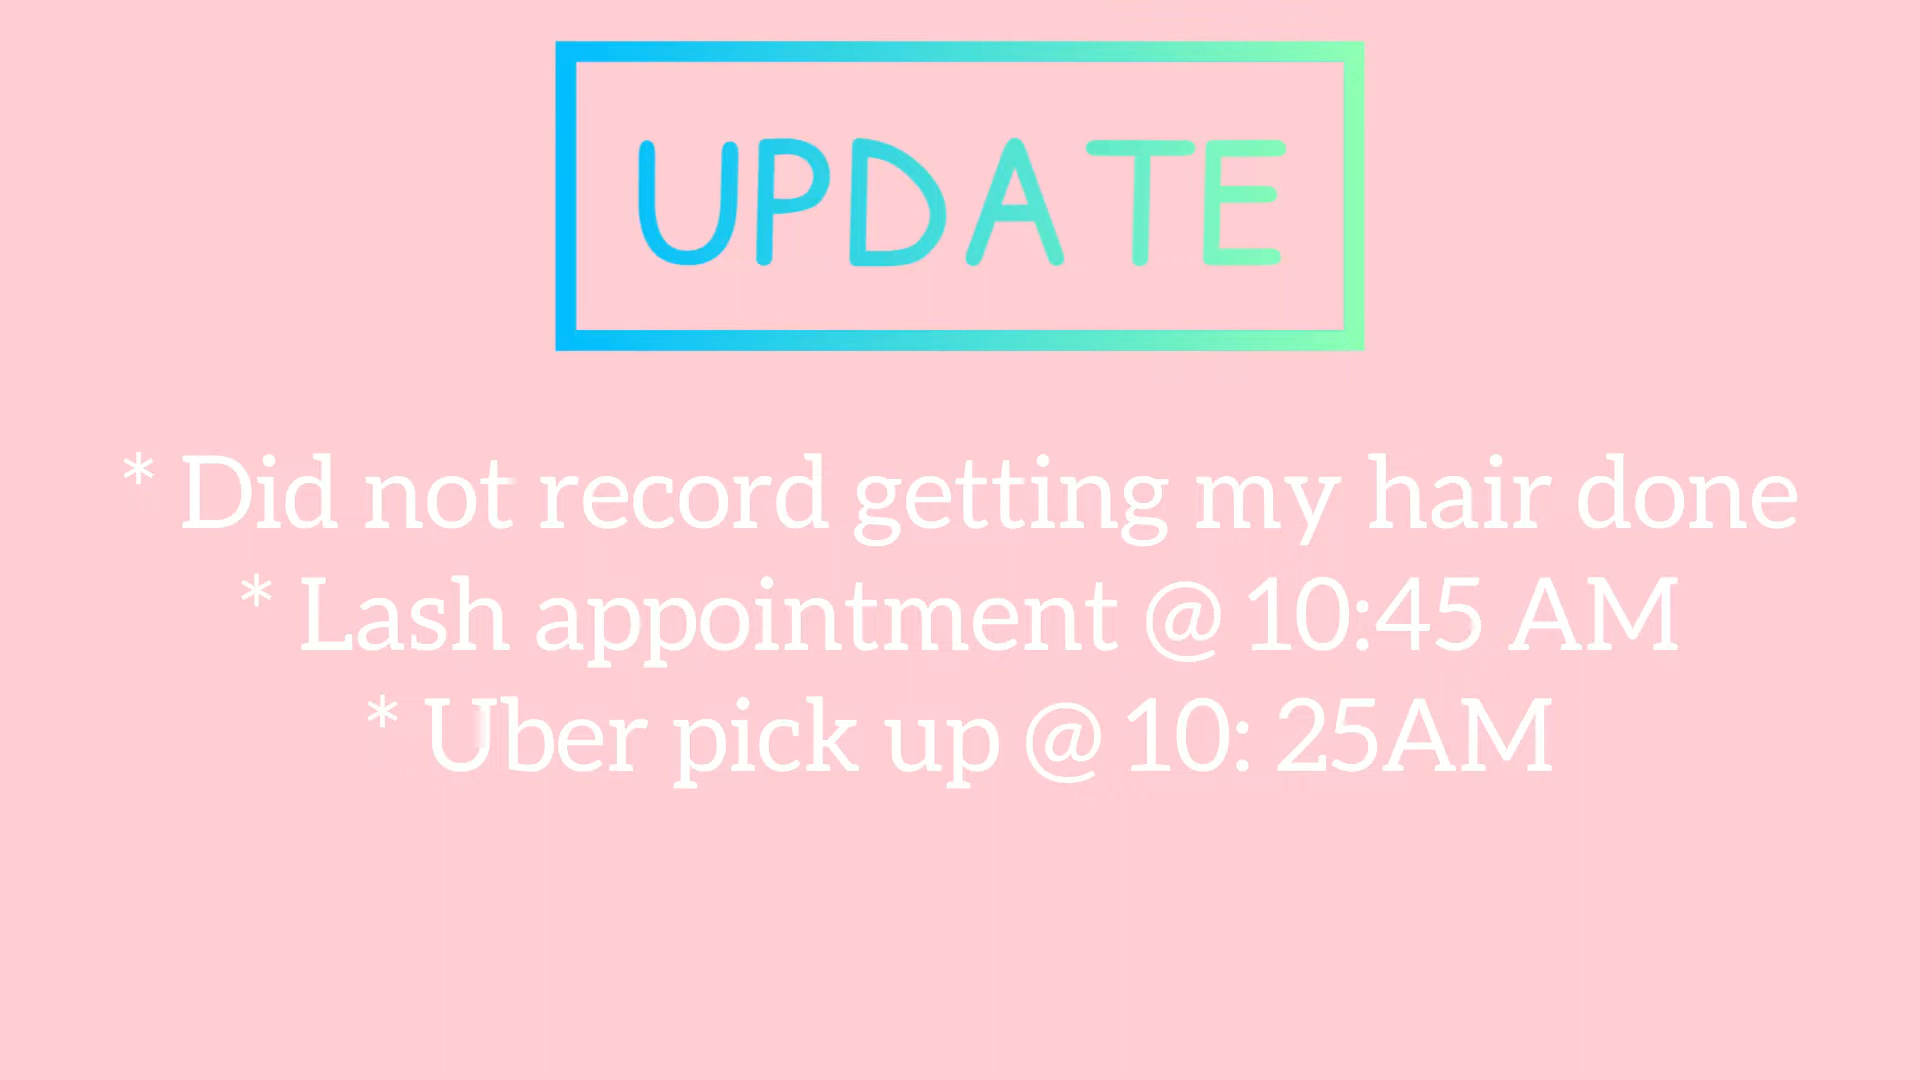 UPDATE
* Did not record getting my hair done
* Lash appointment @ 10:45 AM
* Uber pick up @ 10: 25AM